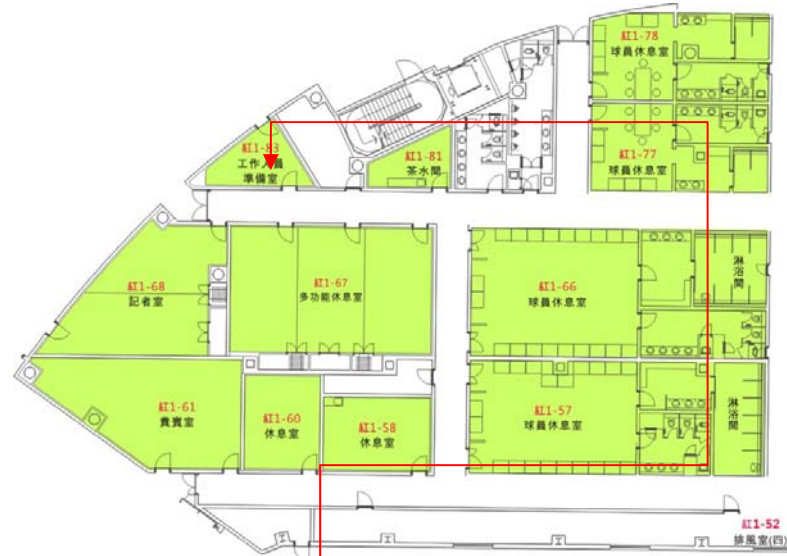 紅1-78
球員休息室
紅1-83
工作人員
準備室
紅1-81
茶水間
紅1-77
球員休息室
紅1-68
記者室
紅1-67
多功能休息室
紅1-66
球員休息室
淋浴間
紅1-61
貴賓室
紅1-60
休息室
紅1-58
休息室
紅1-57
球員休息室
淋浴間
紅1-52
排風室(四)